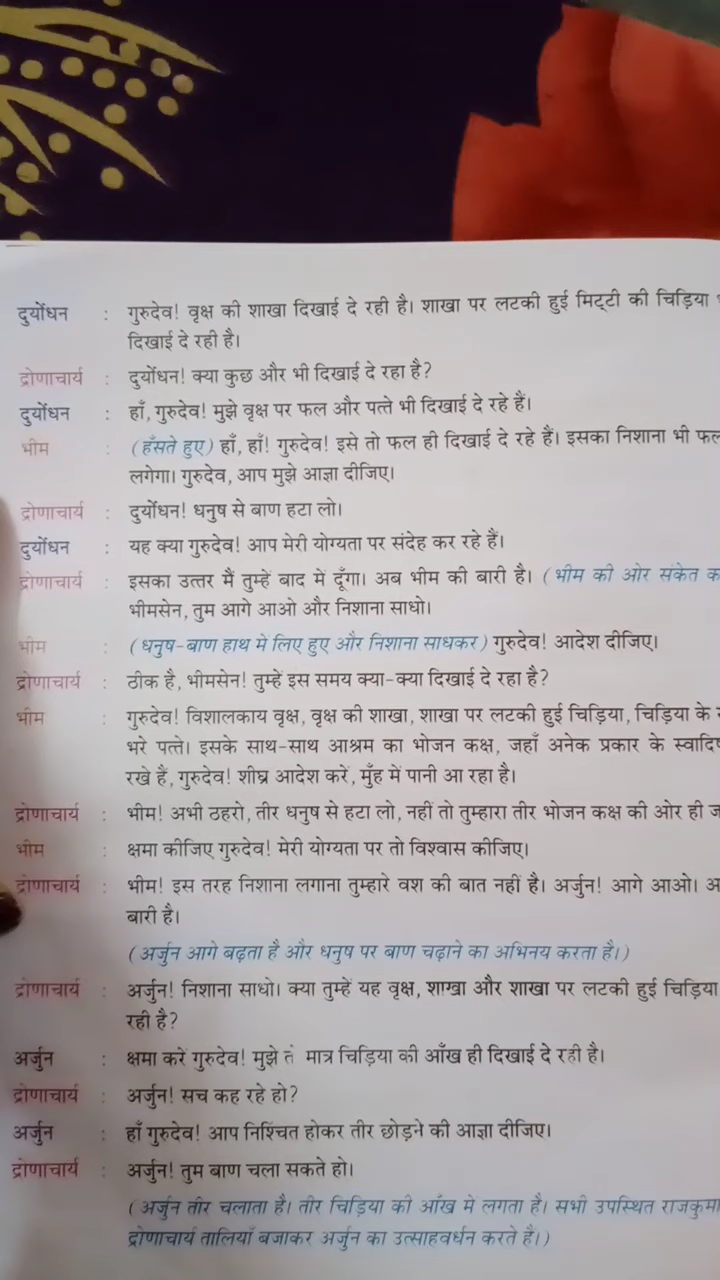 दुर्योधन : गुरुदेव! वृक्ष की शाखा दिखाई दे रही है। शाखा पर लटकी हुई मिट्टी की चिड़िया
दिखाई दे रही है।
द्रोणाचार्य : दुर्योधन! क्या कुछ और भी दिखाई दे रहा है?
दुर्योधन : हाँ, गुरुदेव! मुझे वृक्ष पर फल और पत्ते भी दिखाई दे रहे हैं।
भीम : (हँसते हुए) हाँ, हाँ! गुरुदेव! इसे तो फल ही दिखाई दे रहे हैं। इसका निशाना भी फल
लगेगा। गुरुदेव, आप मुझे आज्ञा दीजिए।
द्रोणाचार्य : दुर्योधन! धनुष से बाण हटा लो।
दुर्योधन : यह क्या गुरुदेव! आप मेरी योग्यता पर संदेह कर रहे हैं।
द्रोणाचार्य : इसका उत्तर मैं तुम्हें बाद में दूँगा। अब भीम की बारी है। (भीम की ओर संकेत
भीमसेन, तुम आगे आओ और निशाना साधो।
भीम : (धनुष-बाण हाथ में लिए हुए और निशाना साधकर) गुरुदेव! आदेश दीजिए।
द्रोणाचार्य : ठीक है, भीमसेन! तुम्हें इस समय क्या-क्या दिखाई दे रहा है?
भीम : गुरुदेव! विशालकाय वृक्ष, वृक्ष की शाखा, शाखा पर लटकी हुई चिड़िया, चिड़िया के
भरे पत्ते। इसके साथ-साथ आश्रम का भोजन कक्ष, जहाँ अनेक प्रकार के
रखे हैं, गुरुदेव! शीघ्र आदेश करें, मुँह में पानी आ रहा है।
द्रोणाचार्य : भीम! अभी ठहरो, तीर धनुष से हटा लो, नहीं तो तुम्हारा तीर भोजन कक्ष की ओर ही
भीम : क्षमा कीजिए गुरुदेव! मेरी योग्यता पर तो विश्वास कीजिए।
द्रोणाचार्य : भीम! इस तरह निशाना लगाना तुम्हारे वश की बात नहीं है। अर्जुन! आगे आओ।
बारी है।
(अर्जुन आगे बढ़ता है और धनुष पर बाण चढ़ाने का अभिनय करता है।)
द्रोणाचार्य : अर्जुन! निशाना साधो। क्या तुम्हें यह वृक्ष, शाखा और शाखा पर लटकी हुई चिड़िया
रही है?
अर्जुन : क्षमा करें गुरुदेव! मुझे मात्र चिड़िया की आँख ही दिखाई दे रही है।
द्रोणाचार्य : अर्जुन! सच कह रहे हो?
अर्जुन : हाँ गुरुदेव! आप निश्चिंत होकर तीर छोड़ने की आज्ञा दीजिए।
द्रोणाचार्य : अर्जुन! तुम बाण चला सकते हो।
(अर्जुन तीर चलाता है। तीर चिड़िया की आँख में लगता है। सभी उपस्थित
द्रोणाचार्य तालियाँ बजाकर अर्जुन का उत्साहवर्धन करते हैं।)